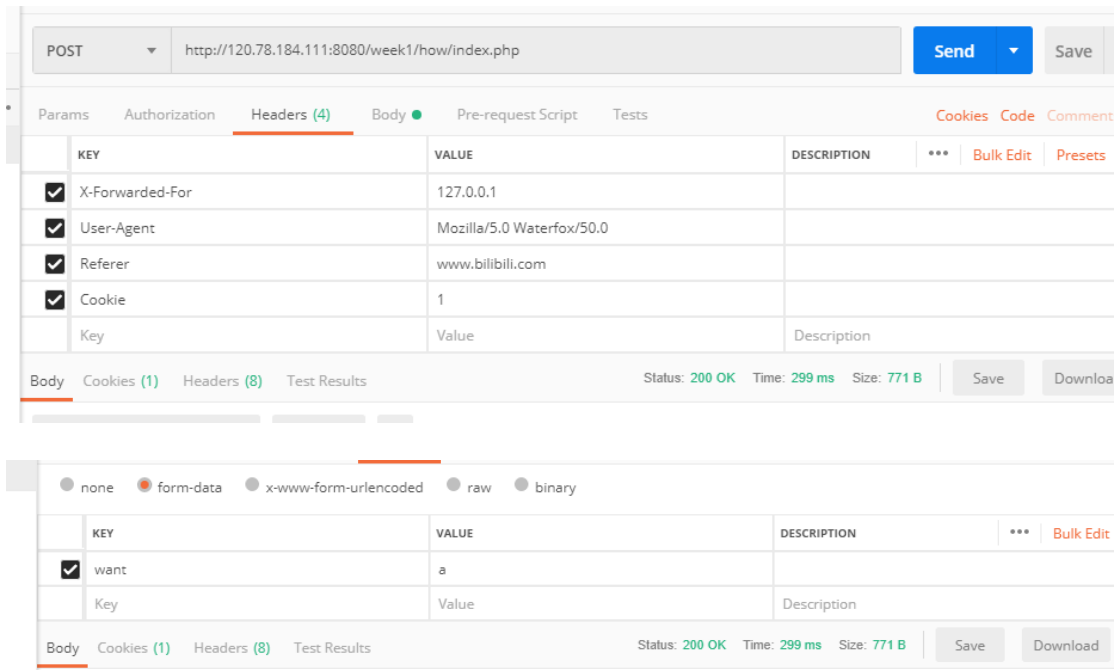 POST http://120.78.184.111:8080/week1/how/index.php Send Save
Params Authorization Headers (4) Body Pre-request Script Tests Cookies Code Comment
KEY VALUE DESCRIPTION ••• Bulk Edit Presets
X-Forwarded-For 127.0.0.1
User-Agent Mozilla/5.0 Waterfox/50.0
Referer www.bilibili.com
Cookie 1
Key Value Description
Body Cookies (1) Headers (8) Test Results Status: 200 OK Time: 299 ms Size: 771 B Save Downloa
none form-data x-www-form-urlencoded raw binary
KEY VALUE DESCRIPTION ••• Bulk Edit
want a
Key Value Description
Body Cookies (1) Headers (8) Test Results Status: 200 OK Time: 299 ms Size: 771 B Save Download